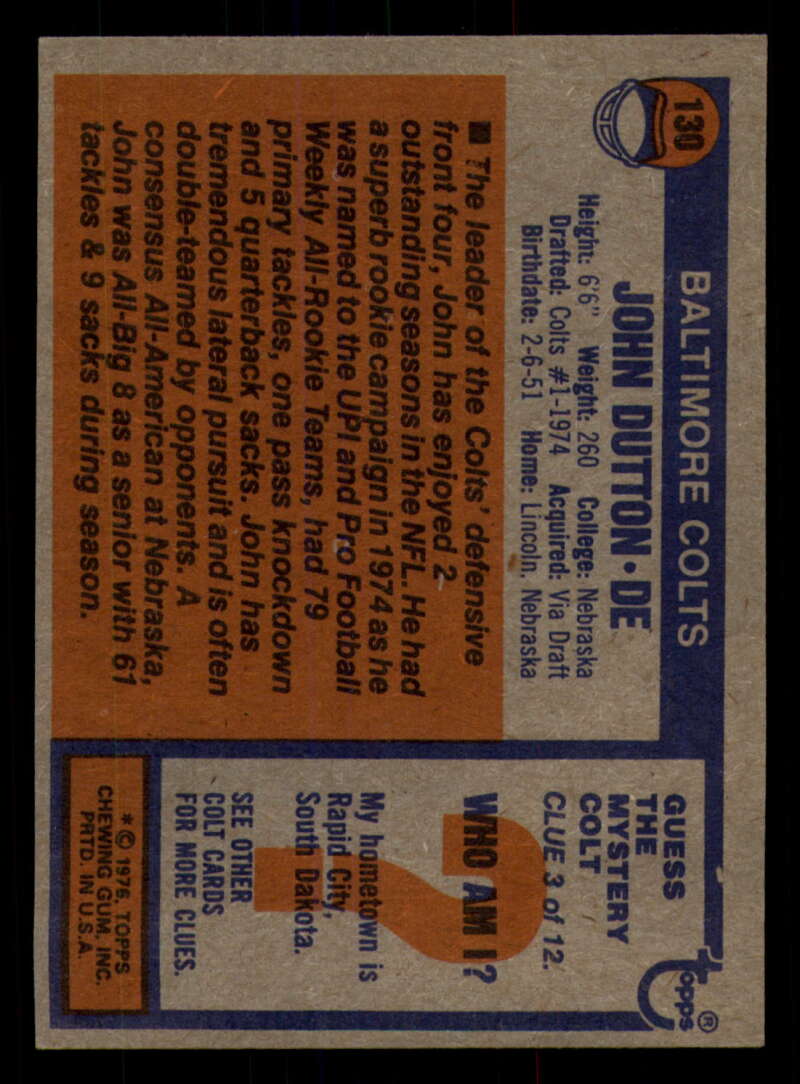 130
BALTIMORE COLTS
JOHN DUTTON • DE
Height: 6'6" Weight: 260 College: Nebraska
Drafted: Colts #1-1974 Acquired: Via Draft
Birthdate: 2-6-51 Home: Lincoln, Nebraska
■ The leader of the Colts' defensive
front four, John has enjoyed 2
outstanding seasons in the NFL. He had
a superb rookie campaign in 1974 as he
was named to the UPI and Pro Football
Weekly All-Rookie Teams, had 79
primary tackles, one pass knockdown
and 5 quarterback sacks. John has
tremendous lateral pursuit and is often
double-teamed by opponents. A
consensus All-American at Nebraska,
John was All-Big 8 as a senior with 61
tackles & 9 sacks during season.
topps®
GUESS
THE
MYSTERY
COLT
CLUE 3 of 12.
?
WHO AM I?
My hometown is
Rapid City,
South Dakota.
SEE OTHER
COLT CARDS
FOR MORE CLUES.
* © 1976, TOPPS
CHEWING GUM, INC.
PRTD. IN U.S.A.